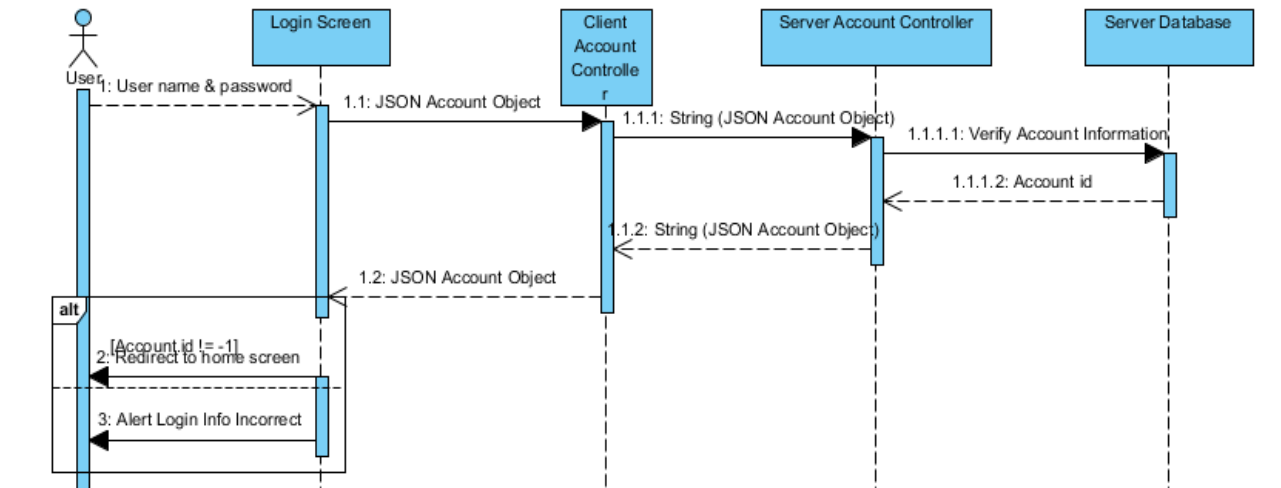 Login Screen
Client
Account
Controlle
r
Server Account Controller
Server Database
User
1: User name & password
1.1: JSON Account Object
1.1.1: String (JSON Account Object)
1.1.1.1: Verify Account Information
1.1.1.2: Account id
1.1.2: String (JSON Account Object)
1.2: JSON Account Object
alt
[Account.id != -1]
2: Redirect to home screen
3: Alert Login Info Incorrect